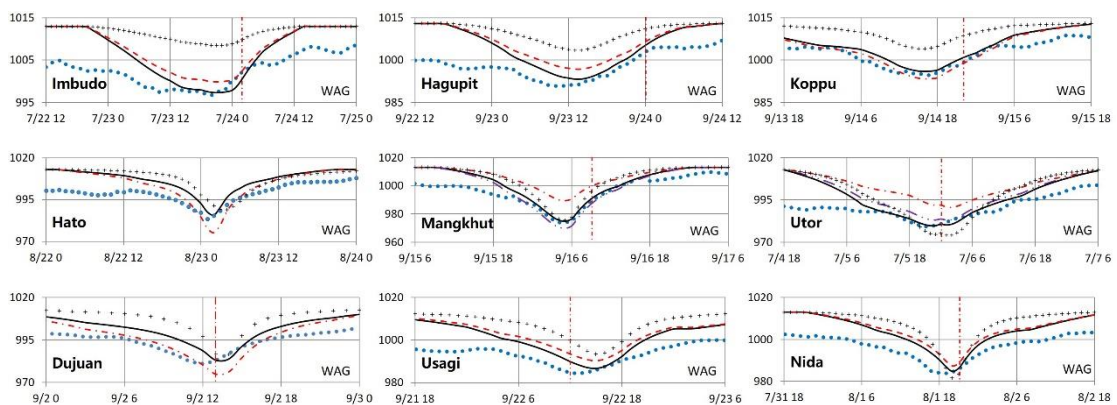 1015 1015 1015
1005 1000 1000
Imbudo WAG Hagupit WAG Koppu WAG
995 985 985
7/22 12 7/23 0 7/23 12 7/24 0 7/24 12 7/25 0 9/22 12 9/23 0 9/23 12 9/24 0 9/24 12 9/13 18 9/14 6 9/14 18 9/15 6 9/15 18
1020 1020 1020
995 1000 995
980
Hato WAG Mangkhut WAG Utor WAG
970 960 970
8/22 0 8/22 12 8/23 0 8/23 12 8/24 0 9/15 6 9/15 18 9/16 6 9/16 18 9/17 6 7/4 18 7/5 6 7/5 18 7/6 6 7/6 18 7/7 6
1020 1020 1020
995 1000 1000
Dujuan WAG Usagi WAG Nida WAG
970 980 980
9/2 0 9/2 6 9/2 12 9/2 18 9/3 0 9/21 18 9/22 6 9/22 18 9/23 6 7/31 18 8/1 6 8/1 18 8/2 6 8/2 18